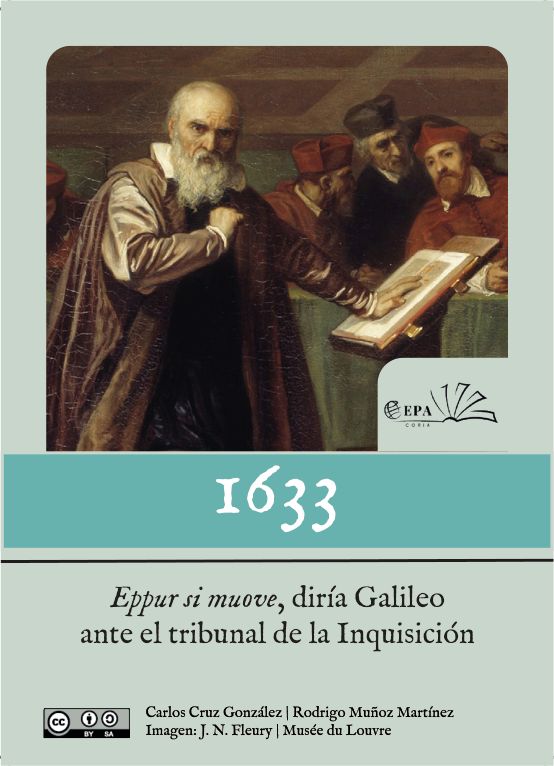 EPA
CORIA
1633
Eppur si muove, diría Galileo
ante el tribunal de la Inquisición
Carlos Cruz González | Rodrigo Muñoz Martínez
Imagen: J. N. Fleury | Musée du Louvre
cc BY SA